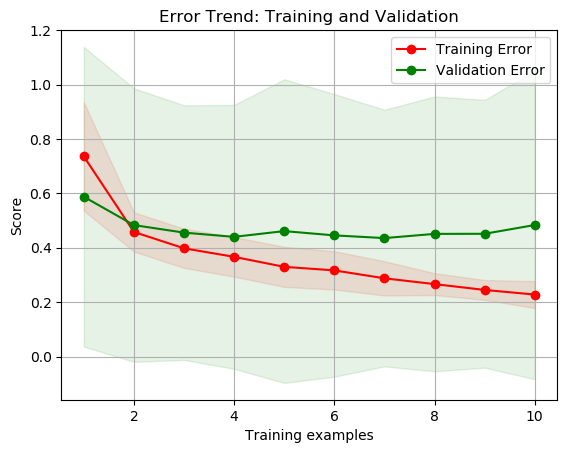 Error Trend: Training and Validation
1.2
1.0
0.8
0.6
0.4
0.2
0.0
Score
Training Error
Validation Error
2 4 6 8 10
Training examples